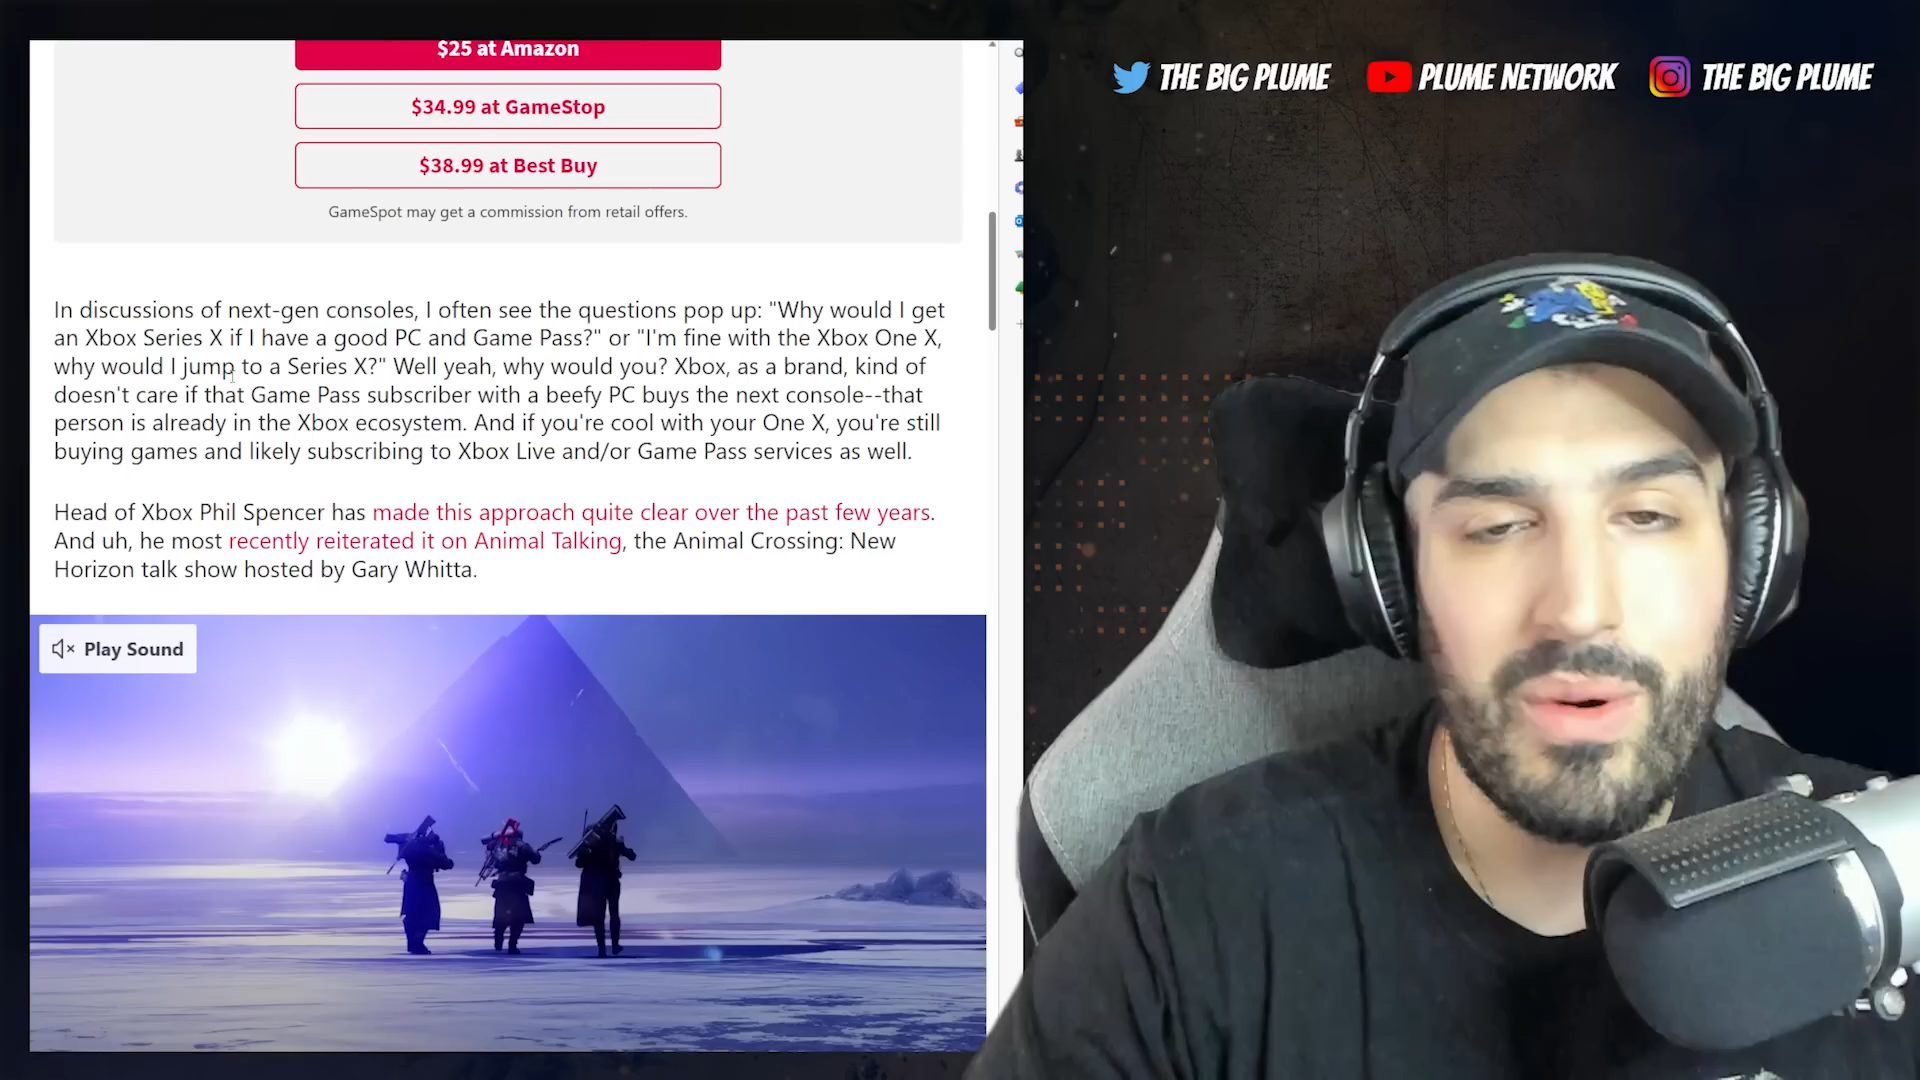 $25 at Amazon
$34.99 at GameStop
$38.99 at Best Buy
GameSpot may get a commission from retail offers.
THE BIG PLUME PLUME NETWORK THE BIG PLUME
In discussions of next-gen consoles, I often see the questions pop up: "Why would I get
an Xbox Series X if I have a good PC and Game Pass?" or "I'm fine with the Xbox One X,
why would I jump to a Series X?" Well yeah, why would you? Xbox, as a brand, kind of
doesn't care if that Game Pass subscriber with a beefy PC buys the next console--that
person is already in the Xbox ecosystem. And if you're cool with your One X, you're still
buying games and likely subscribing to Xbox Live and/or Game Pass services as well.
Head of Xbox Phil Spencer has made this approach quite clear over the past few years.
And uh, he most recently reiterated it on Animal Talking, the Animal Crossing: New
Horizon talk show hosted by Gary Whitta.
Play Sound